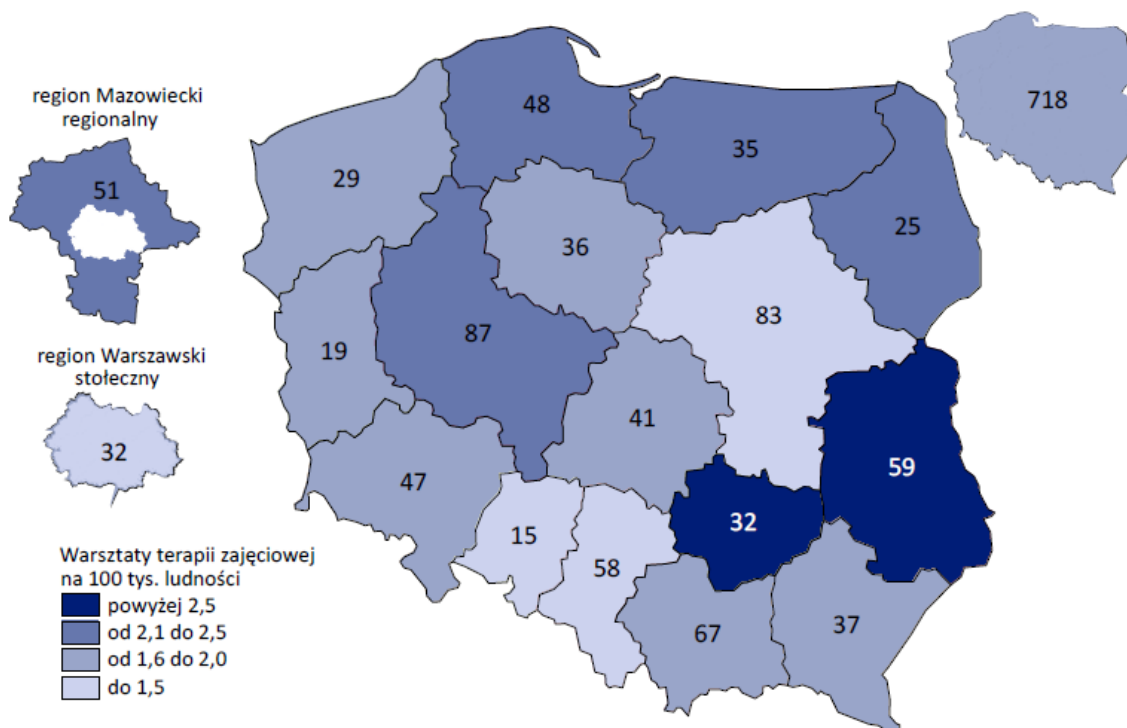 region Mazowiecki
regionalny
51
region Warszawski
stołeczny
32
Warsztaty terapii zajęciowej
na 100 tys. ludności
powyżej 2,5
od 2,1 do 2,5
od 1,6 do 2,0
do 1,5
48
35
29
25
36
83
87
19
41
59
47
32
15
58
67
37
718